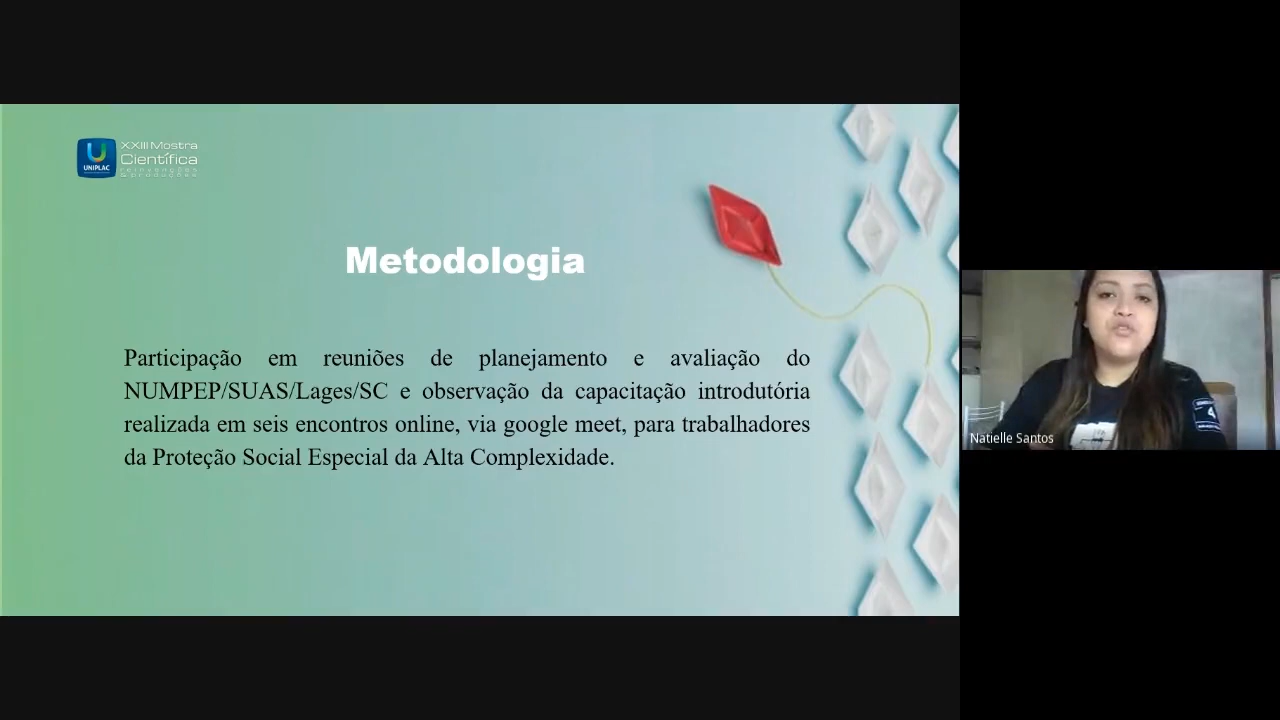 XXIII Mostra
Científica
reinvenções
& produções
UNIPLAC
Metodologia
Participação em reuniões de planejamento e avaliação do
NUMPEP/SUAS/Lages/SC e observação da capacitação introdutória
realizada em seis encontros online, via google meet, para trabalhadores
da Proteção Social Especial da Alta Complexidade.
Natielle Santos